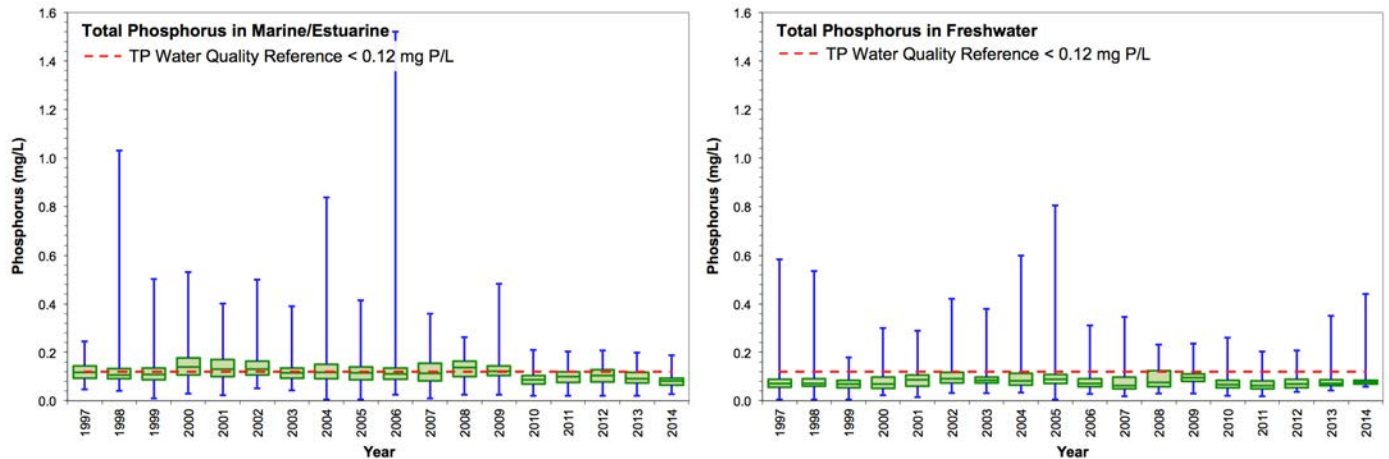 Total Phosphorus in Marine/Estuarine
TP Water Quality Reference < 0.12 mg P/L
Phosphorus (mg/L)
1.6
1.4
1.2
1.0
0.8
0.6
0.4
0.2
0.0
1997 1998 1999 2000 2001 2002 2003 2004 2005 2006 2007 2008 2009 2010 2011 2012 2013 2014
Year
Total Phosphorus in Freshwater
TP Water Quality Reference < 0.12 mg P/L
Phosphorus (mg/L)
1.6
1.4
1.2
1.0
0.8
0.6
0.4
0.2
0.0
1997 1998 1999 2000 2001 2002 2003 2004 2005 2006 2007 2008 2009 2010 2011 2012 2013 2014
Year